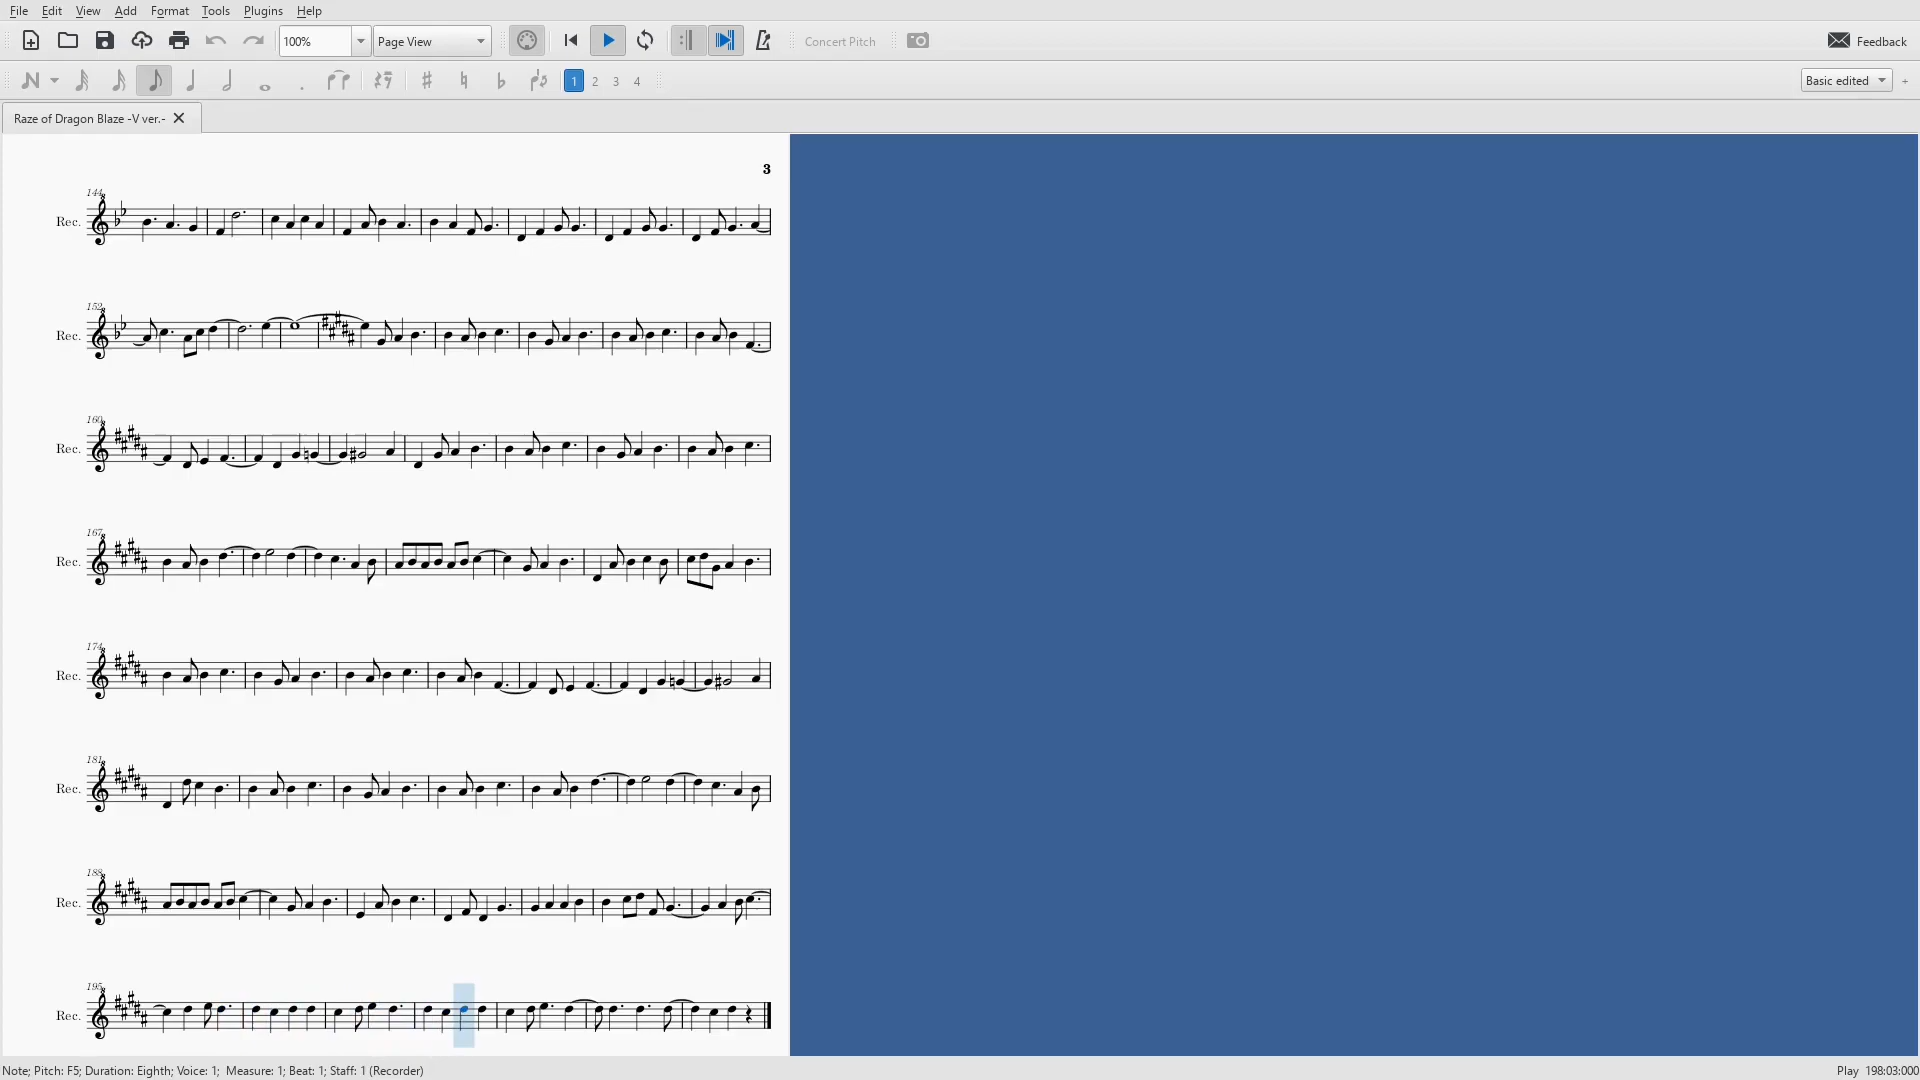 File Edit View Add Format Tools Plugins Help
100% Page View Concert Pitch Feedback
1 2 3 4 Basic edited +
Raze of Dragon Blaze -V ver.-
3
144
Rec.
152
Rec.
160
Rec.
167
Rec.
174
Rec.
181
Rec.
188
Rec.
195
Rec.
Note; Pitch: F5; Duration: Eighth; Voice: 1; Measure: 1; Beat: 1; Staff: 1 (Recorder) Play 198:03:000